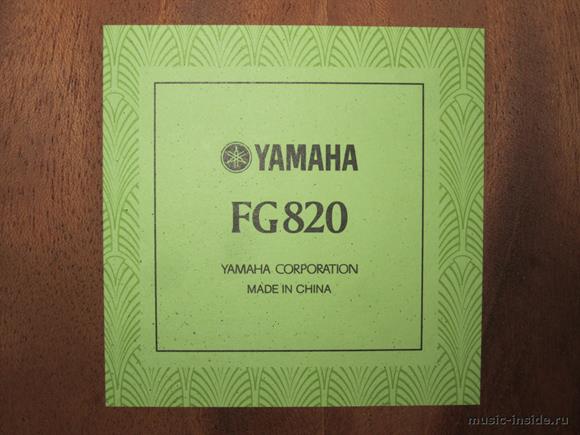 YAMAHA
FG820
YAMAHA CORPORATION
MADE IN CHINA
music-inside.ru